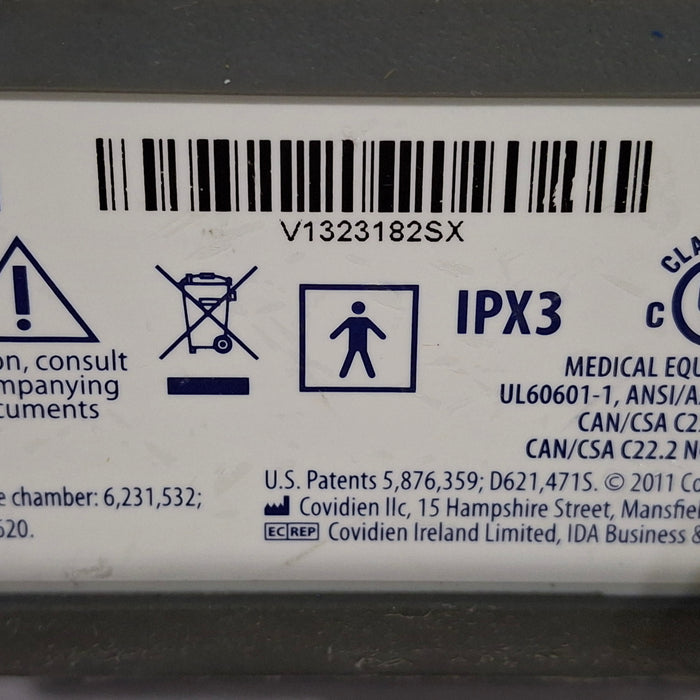 V1323182SX
IPX3
C
CLA
on, consult
mpanying
cuments
MEDICAL EQU
UL60601-1, ANSI/A
CAN/CSA C2
CAN/CSA C22.2 N
e chamber: 6,231,532;
620.
U.S. Patents 5,876,359; D621,471S. © 2011 Co
Covidien llc, 15 Hampshire Street, Mansfie
EC REP Covidien Ireland Limited, IDA Business &